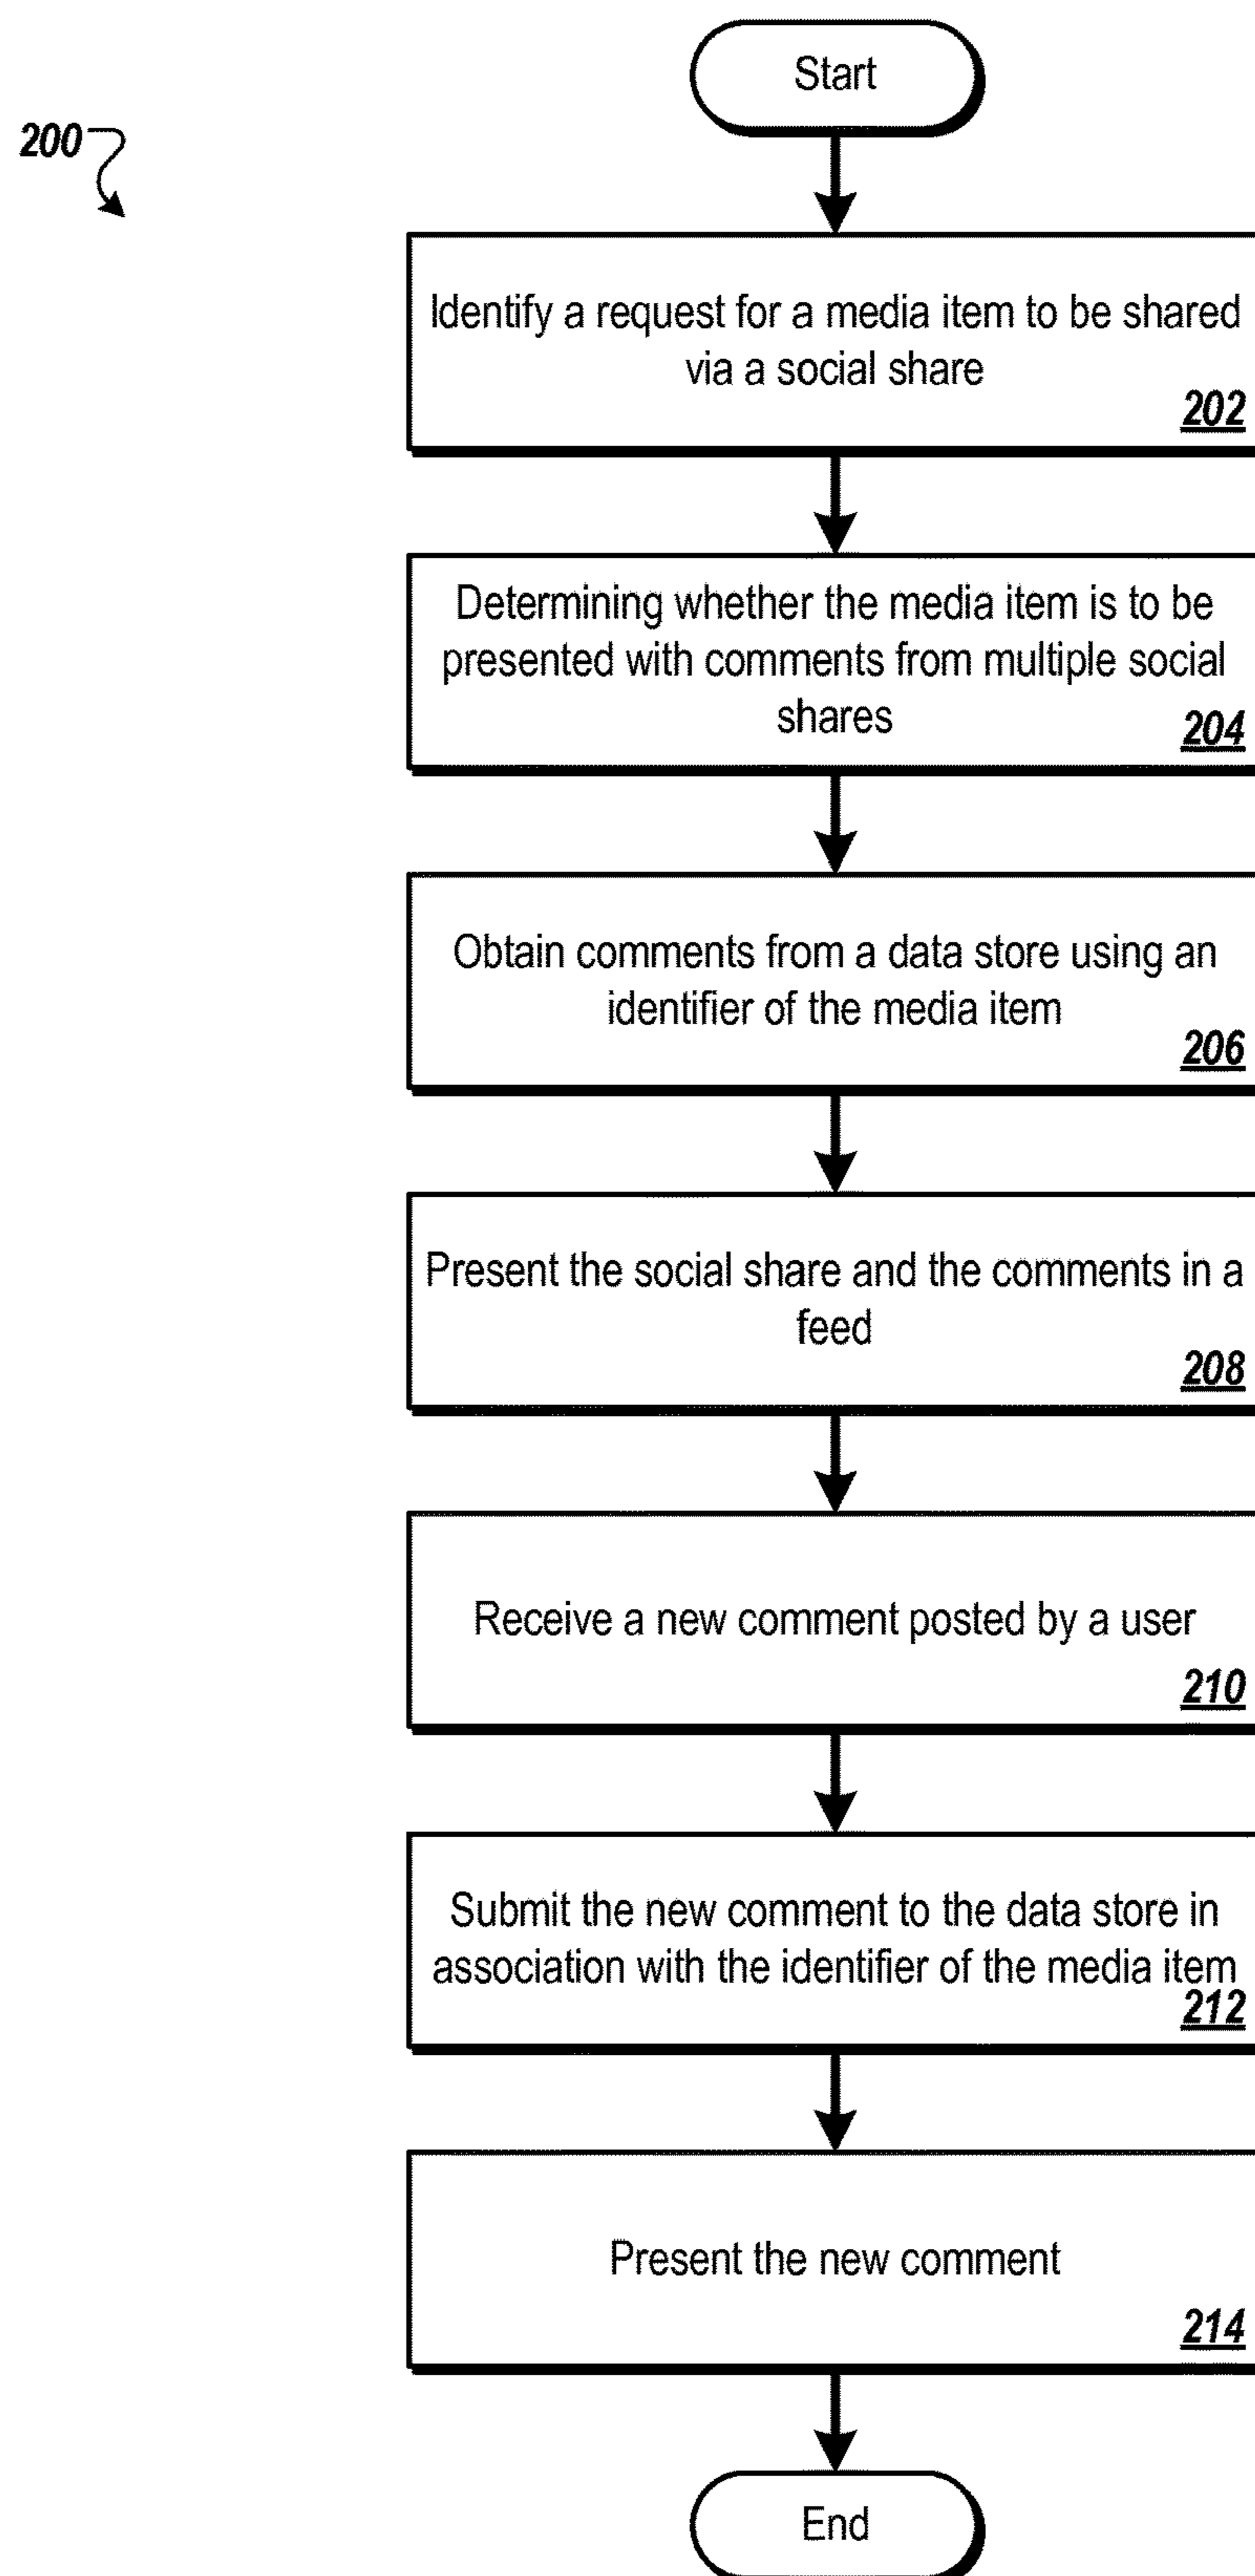 Start
200
Identify a request for a media item to be shared
via a social share
202
Determining whether the media item is to be
presented with comments from multiple social
shares
204
Obtain comments from a data store using an
identifier of the media item
206
Present the social share and the comments in a
feed
208
Receive a new comment posted by a user
210
Submit the new comment to the data store in
association with the identifier of the media item
212
Present the new comment
214
End